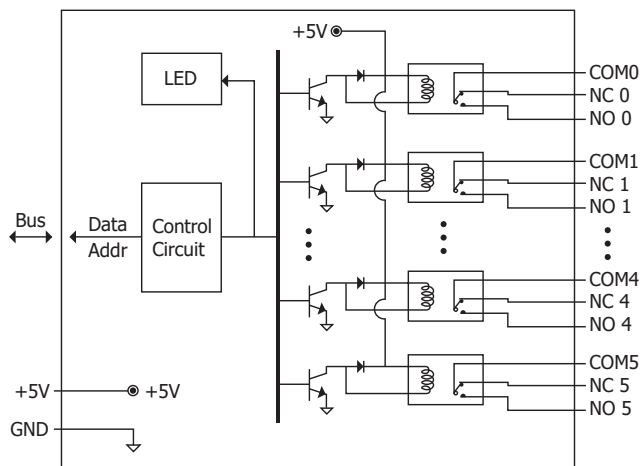 +5V
LED
COM0
NC 0
NO 0
COM1
NC 1
NO 1
Bus
Data
Addr
Control
Circuit
COM4
NC 4
NO 4
COM5
NC 5
NO 5
+5V
+5V
GND